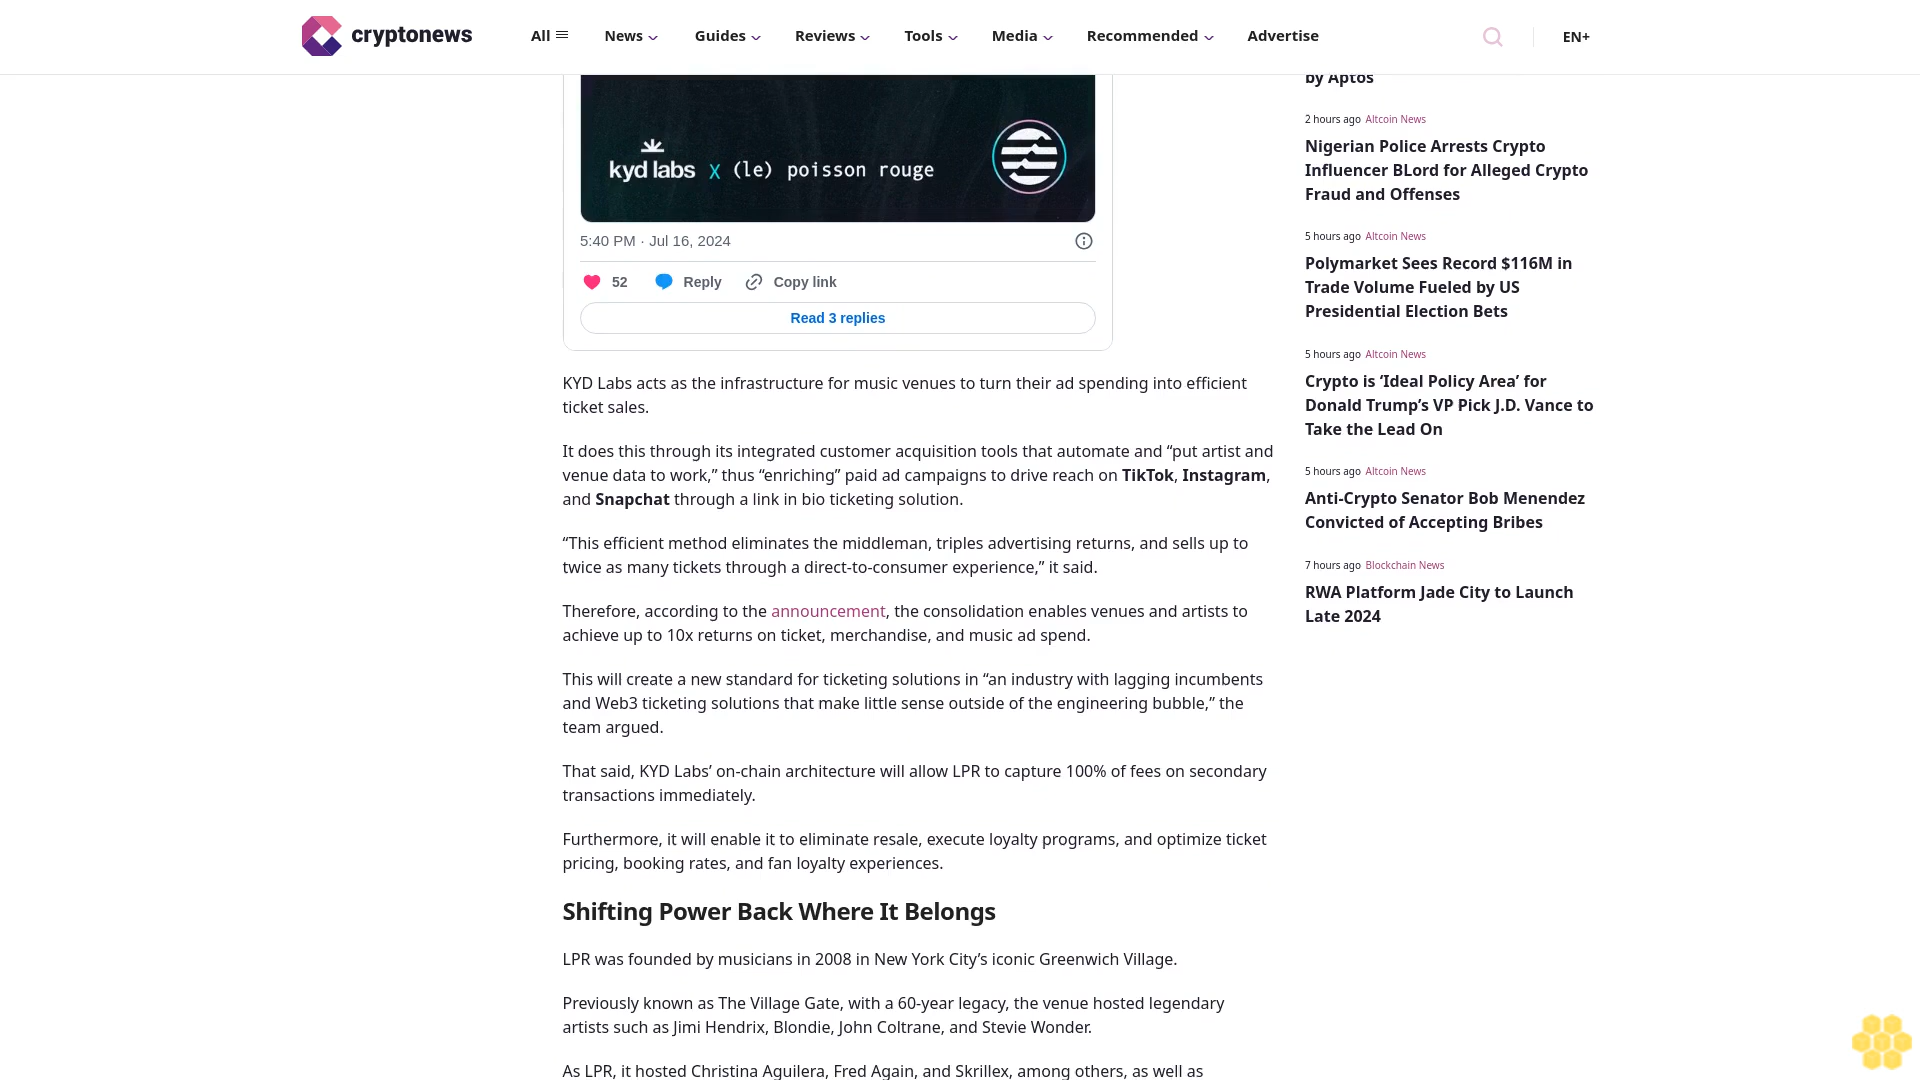 cryptonews
All
News
Guides
Reviews
Tools
Media
Recommended
Advertise
EN+
kyd labs X (le) poisson rouge
5:40 PM · Jul 16, 2024
52
Reply
Copy link
Read 3 replies
KYD Labs acts as the infrastructure for music venues to turn their ad spending into efficient
ticket sales.
It does this through its integrated customer acquisition tools that automate and “put artist and
venue data to work,” thus “enriching” paid ad campaigns to drive reach on TikTok, Instagram,
and Snapchat through a link in bio ticketing solution.
“This efficient method eliminates the middleman, triples advertising returns, and sells up to
twice as many tickets through a direct-to-consumer experience,” it said.
Therefore, according to the announcement, the consolidation enables venues and artists to
achieve up to 10x returns on ticket, merchandise, and music ad spend.
This will create a new standard for ticketing solutions in “an industry with lagging incumbents
and Web3 ticketing solutions that make little sense outside of the engineering bubble,” the
team argued.
That said, KYD Labs’ on-chain architecture will allow LPR to capture 100% of fees on secondary
transactions immediately.
Furthermore, it will enable it to eliminate resale, execute loyalty programs, and optimize ticket
pricing, booking rates, and fan loyalty experiences.
Shifting Power Back Where It Belongs
LPR was founded by musicians in 2008 in New York City’s iconic Greenwich Village.
Previously known as The Village Gate, with a 60-year legacy, the venue hosted legendary
artists such as Jimi Hendrix, Blondie, John Coltrane, and Stevie Wonder.
As LPR, it hosted Christina Aguilera, Fred Again, and Skrillex, among others, as well as
by Aptos
2 hours ago Altcoin News
Nigerian Police Arrests Crypto
Influencer BLord for Alleged Crypto
Fraud and Offenses
5 hours ago Altcoin News
Polymarket Sees Record $116M in
Trade Volume Fueled by US
Presidential Election Bets
5 hours ago Altcoin News
Crypto is ‘Ideal Policy Area’ for
Donald Trump’s VP Pick J.D. Vance to
Take the Lead On
5 hours ago Altcoin News
Anti-Crypto Senator Bob Menendez
Convicted of Accepting Bribes
7 hours ago Blockchain News
RWA Platform Jade City to Launch
Late 2024